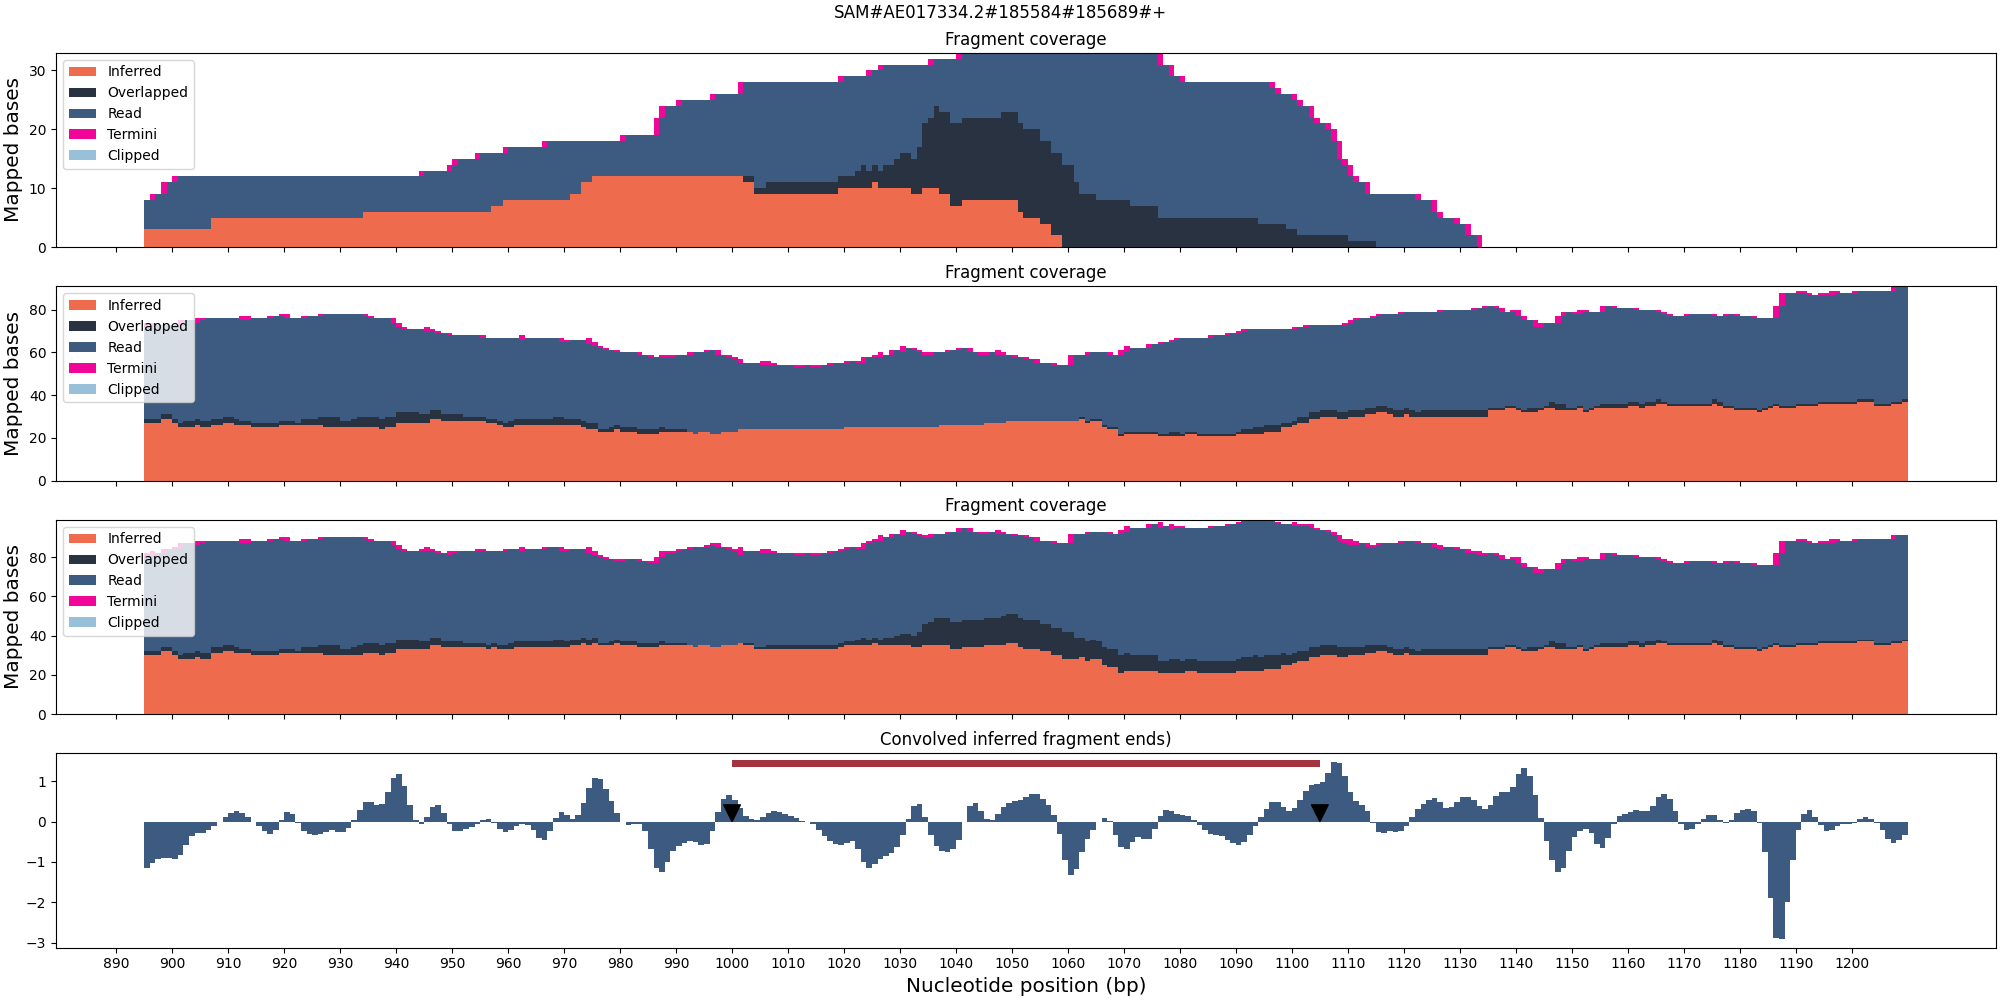 SAM#AE017334.2#185584#185689#+
Fragment coverage
30
20
10
0
Mapped bases
Inferred
Overlapped
Read
Termini
Clipped
Fragment coverage
80
60
40
20
0
Mapped bases
Inferred
Overlapped
Read
Termini
Clipped
Fragment coverage
80
60
40
20
0
Mapped bases
Inferred
Overlapped
Read
Termini
Clipped
Convolved inferred fragment ends)
1
0
−1
−2
−3
890 900 910 920 930 940 950 960 970 980 990 1000 1010 1020 1030 1040 1050 1060 1070 1080 1090 1100 1110 1120 1130 1140 1150 1160 1170 1180 1190 1200
Nucleotide position (bp)